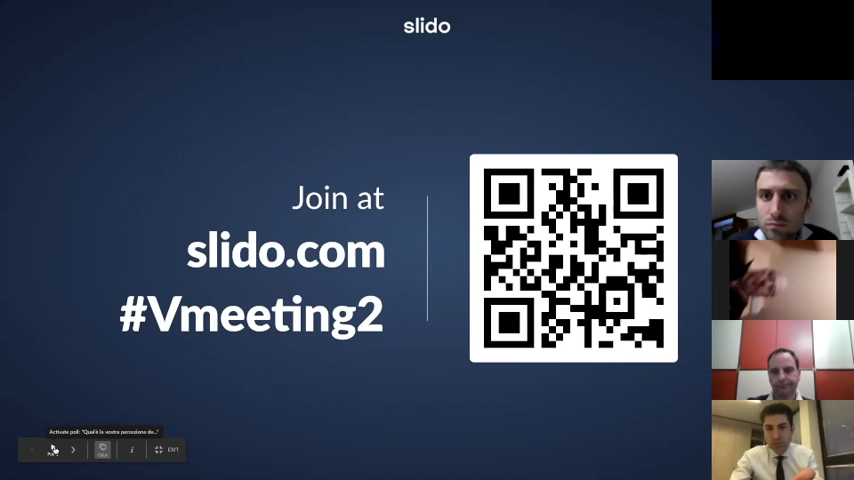 slido
Join at
slido.com
#Vmeeting2
Activate poll: "Qual'è la vostra percezione de..."
Q&A
i
EXIT